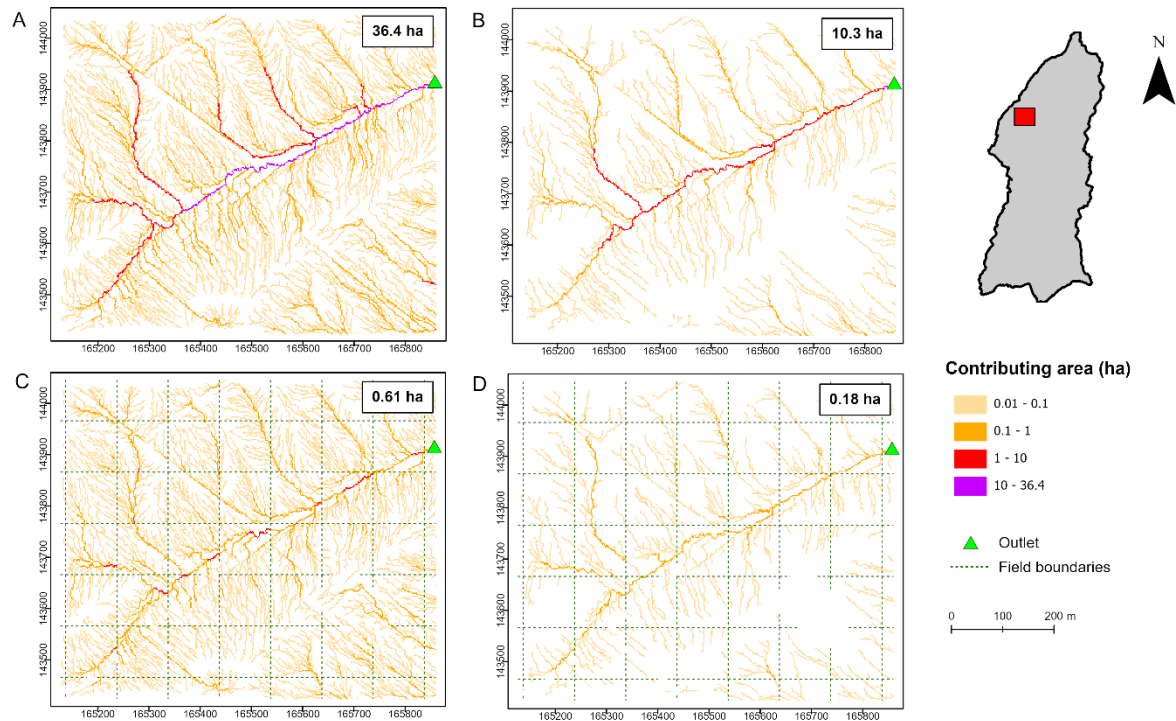 A
36.4 ha
144000
143900
143800
143700
143600
143500
165200 165300 165400 165500 165600 165700 165800
B
10.3 ha
144000
143900
143800
143700
143600
143500
165200 165300 165400 165500 165600 165700 165800
N
C
0.61 ha
144000
143900
143800
143700
143600
143500
165200 165300 165400 165500 165600 165700 165800
D
0.18 ha
144000
143900
143800
143700
143600
143500
165200 165300 165400 165500 165600 165700 165800
Contributing area (ha)
0.01 - 0.1
0.1 - 1
1 - 10
10 - 36.4
Outlet
Field boundaries
0 100 200 m